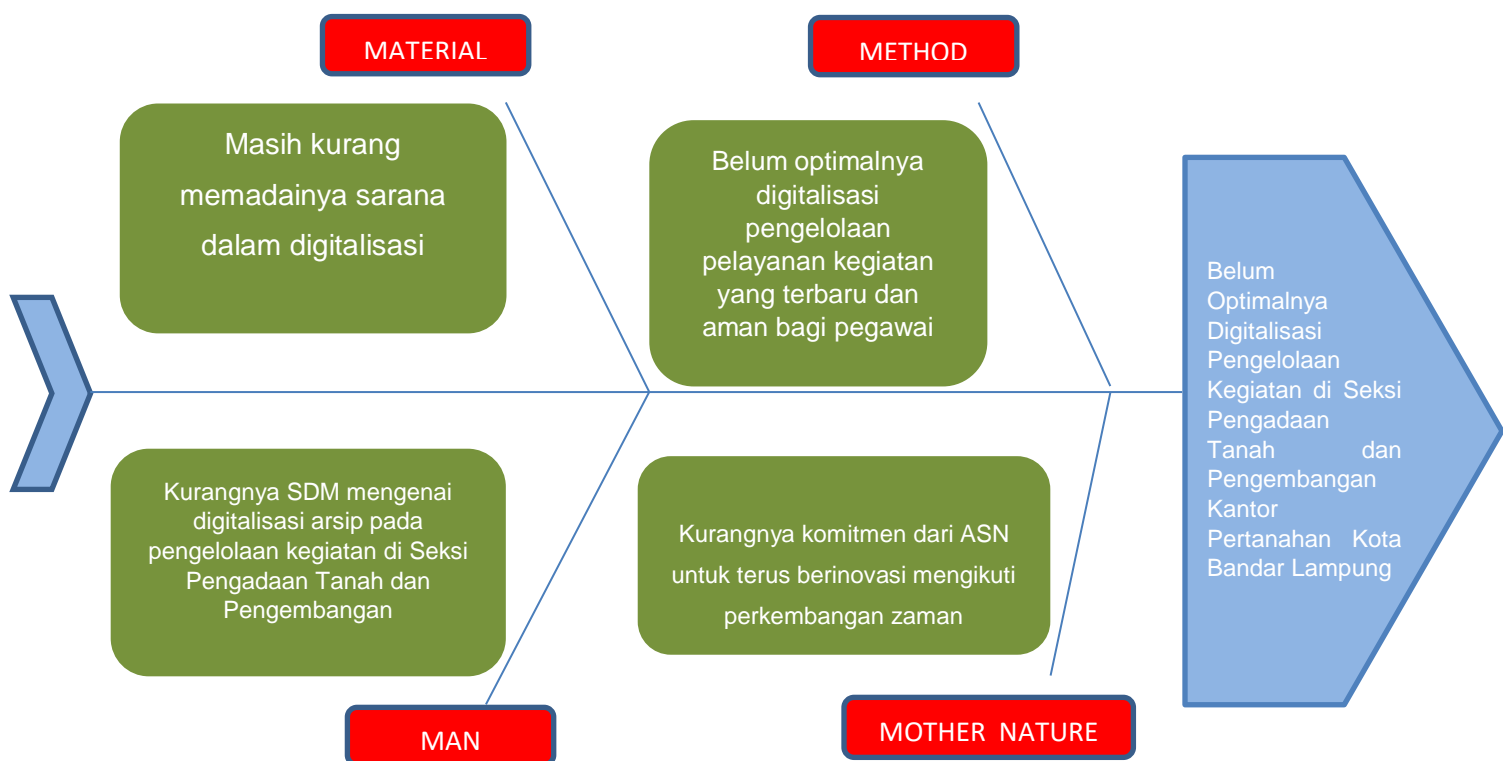 MATERIAL
METHOD
Masih kurang
memadainya sarana
dalam digitalisasi
Belum optimalnya
digitalisasi
pengelolaan
pelayanan kegiatan
yang terbaru dan
aman bagi pegawai
Belum
Optimalnya
Digitalisasi
Pengelolaan
Kegiatan di Seksi
Pengadaan
Tanah dan
Pengembangan
Kantor
Pertanahan Kota
Bandar Lampung
Kurangnya SDM mengenai
digitalisasi arsip pada
pengelolaan kegiatan di Seksi
Pengadaan Tanah dan
Pengembangan
Kurangnya komitmen dari ASN
untuk terus berinovasi mengikuti
perkembangan zaman
MAN
MOTHER NATURE